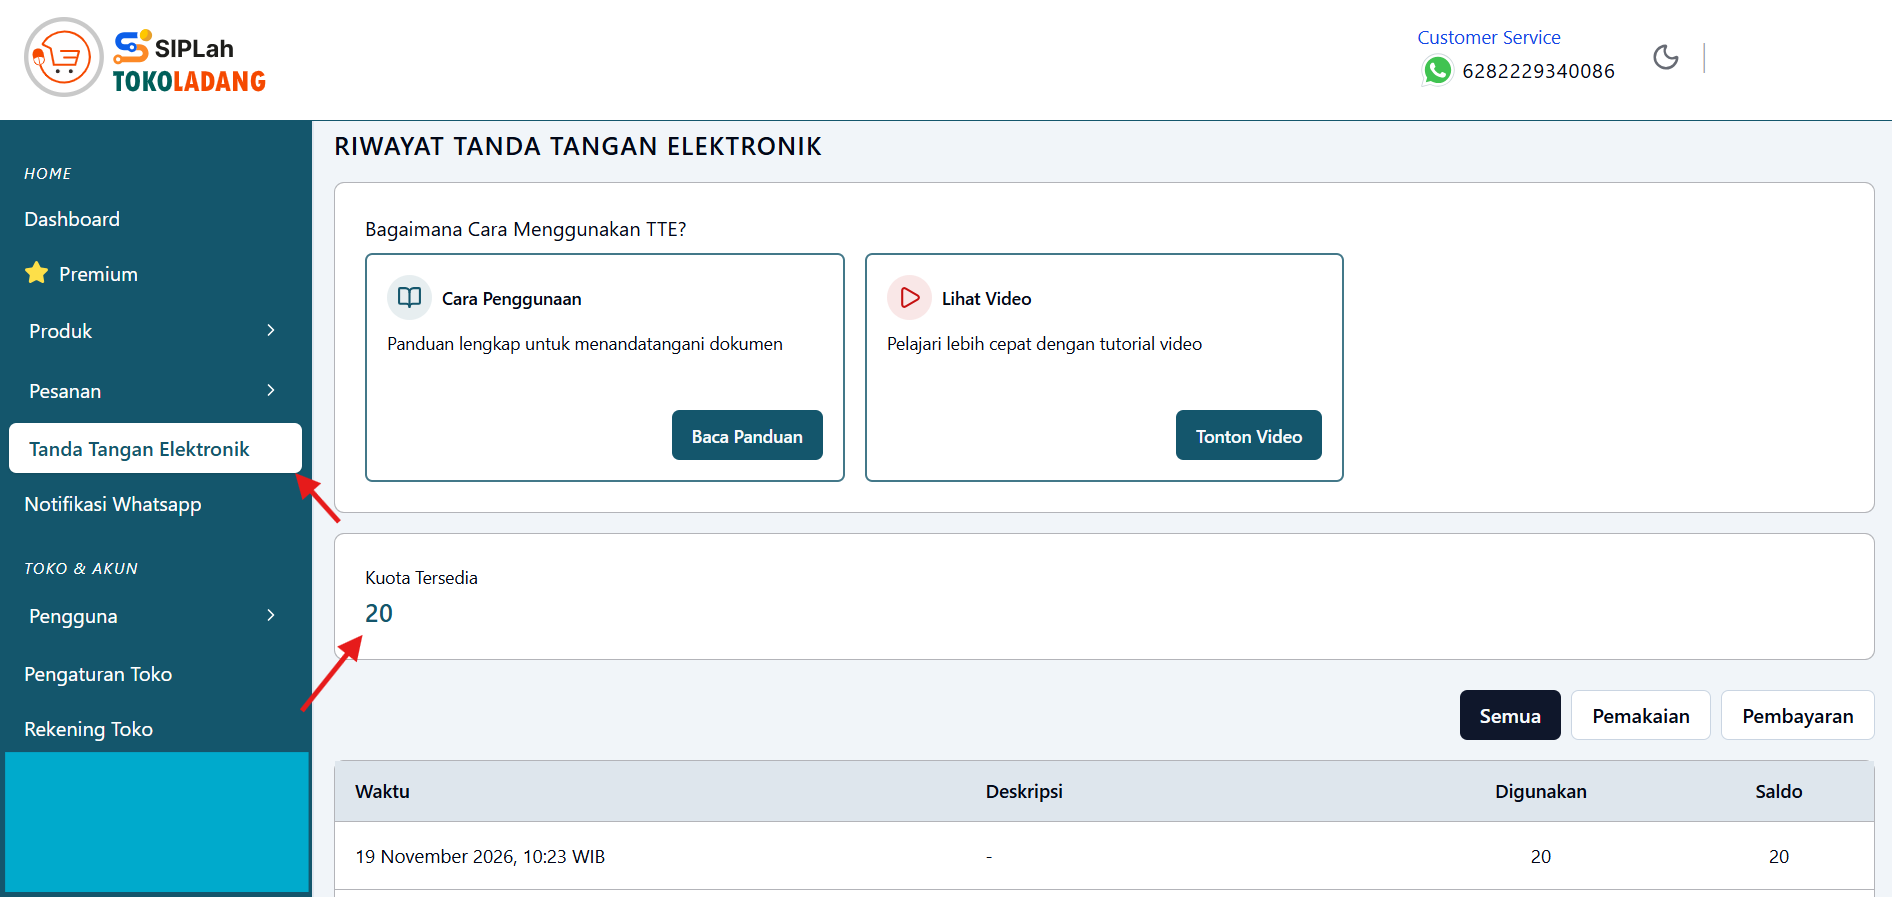 SIPLah
TOKOLADANG
Customer Service
6282229340086
HOME
Dashboard
Premium
Produk
Pesanan
Tanda Tangan Elektronik
Notifikasi Whatsapp
TOKO & AKUN
Pengguna
Pengaturan Toko
Rekening Toko
RIWAYAT TANDA TANGAN ELEKTRONIK
Bagaimana Cara Menggunakan TTE?
Cara Penggunaan
Panduan lengkap untuk menandatangani dokumen
Baca Panduan
Lihat Video
Pelajari lebih cepat dengan tutorial video
Tonton Video
Kuota Tersedia
20
Semua Pemakaian Pembayaran
Waktu Deskripsi Digunakan Saldo
19 November 2026, 10:23 WIB - 20 20